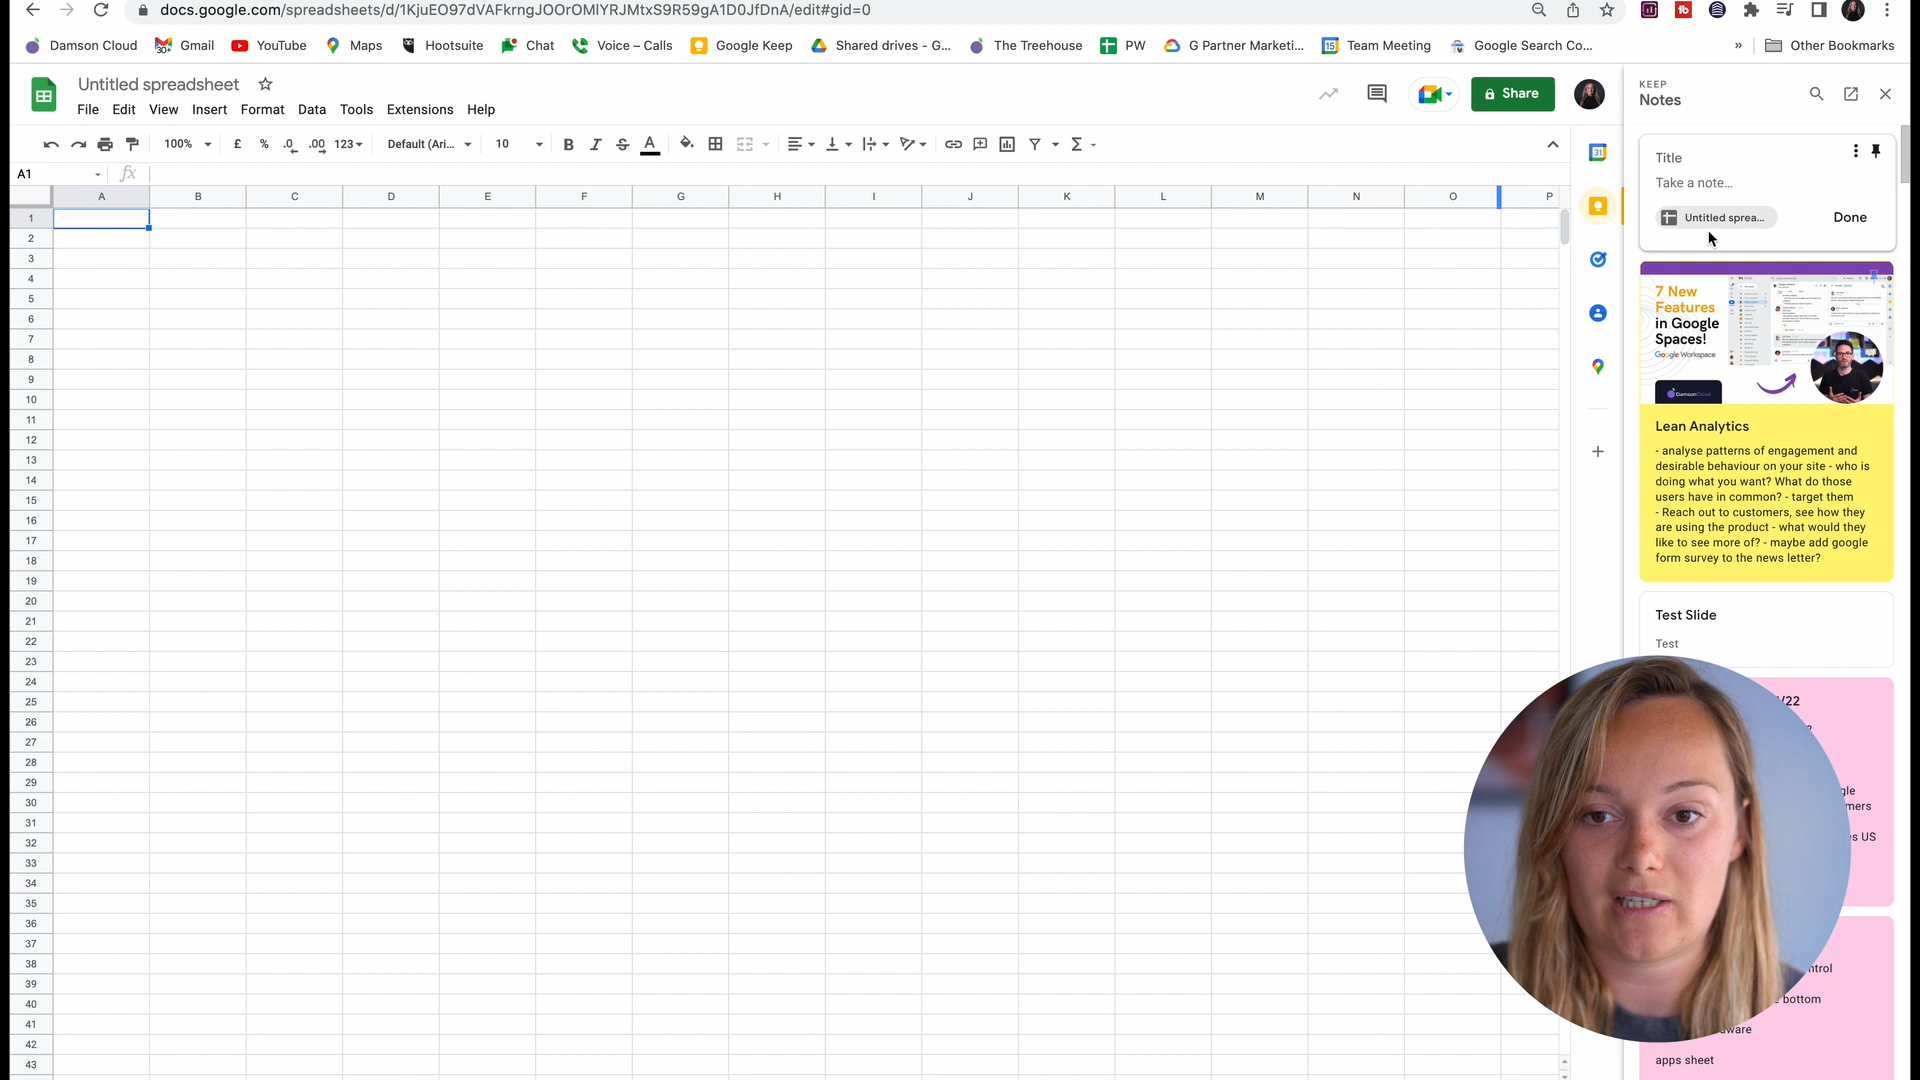 docs.google.com/spreadsheets/d/1KjuEO97dVAFkrngJOOrOMlYRJMtxS9R59gA1D0JfDnA/edit#gid=0
Damson Cloud Gmail YouTube Maps Hootsuite Chat Voice – Calls Google Keep Shared drives - G... The Treehouse PW G Partner Marketi... Team Meeting Google Search Co... » Other Bookmarks
Untitled spreadsheet
File Edit View Insert Format Data Tools Extensions Help
Share
100% £ % .0 .00 123 Default (Ari... 10 B I S A
A1 fx
A B C D E F G H I J K L M N O P
1
2
3
4
5
6
7
8
9
10
11
12
13
14
15
16
17
18
19
20
21
22
23
24
25
26
27
28
29
30
31
32
33
34
35
36
37
38
39
40
41
42
43
KEEP
Notes
Title
Take a note...
Untitled sprea... Done
7 New
Features
in Google
Spaces!
Google Workspace
DamsonCloud
Lean Analytics
- analyse patterns of engagement and
desirable behaviour on your site - who is
doing what you want? What do those
users have in common? - target them
- Reach out to customers, see how they
are using the product - what would they
like to see more of? - maybe add google
form survey to the news letter?
Test Slide
Test
/22
?
gle
mers
s US
ntrol
bottom
ware
apps sheet